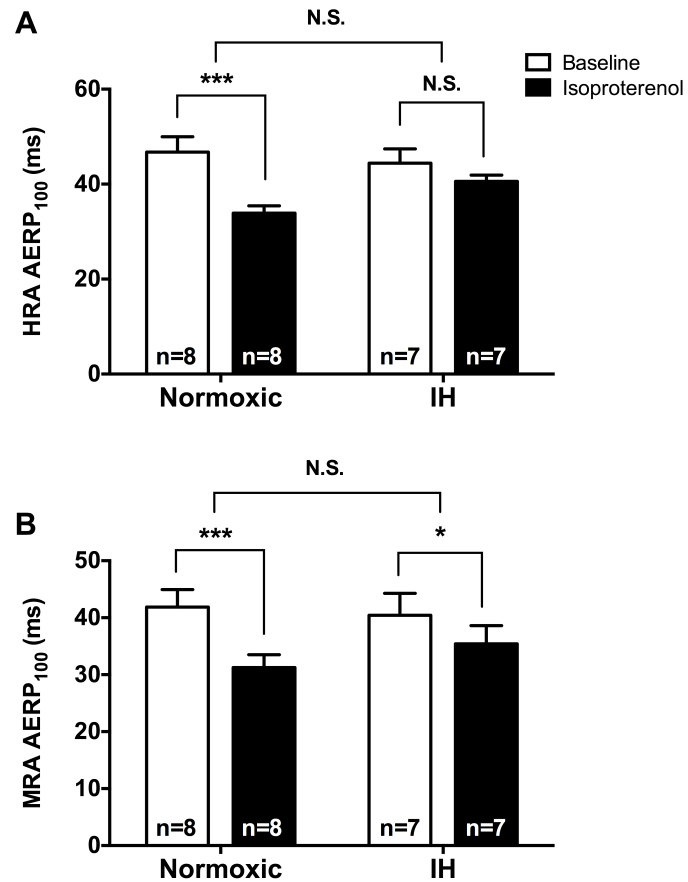 A
N.S.
Baseline
Isoproterenol
***
N.S.
HRA AERP100 (ms)
60
40
20
0
n=8
n=8
n=7
n=7
Normoxic
IH
B
N.S.
***
*
MRA AERP100 (ms)
50
40
30
20
10
0
n=8
n=8
n=7
n=7
Normoxic
IH